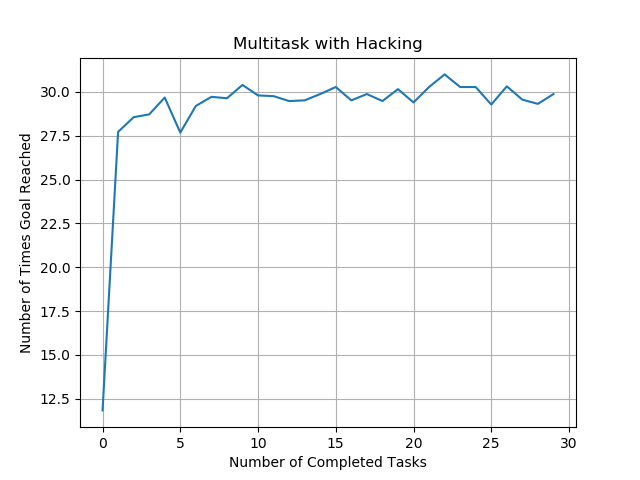 Multitask with Hacking
Number of Times Goal Reached
30.0
27.5
25.0
22.5
20.0
17.5
15.0
12.5
0 5 10 15 20 25 30
Number of Completed Tasks